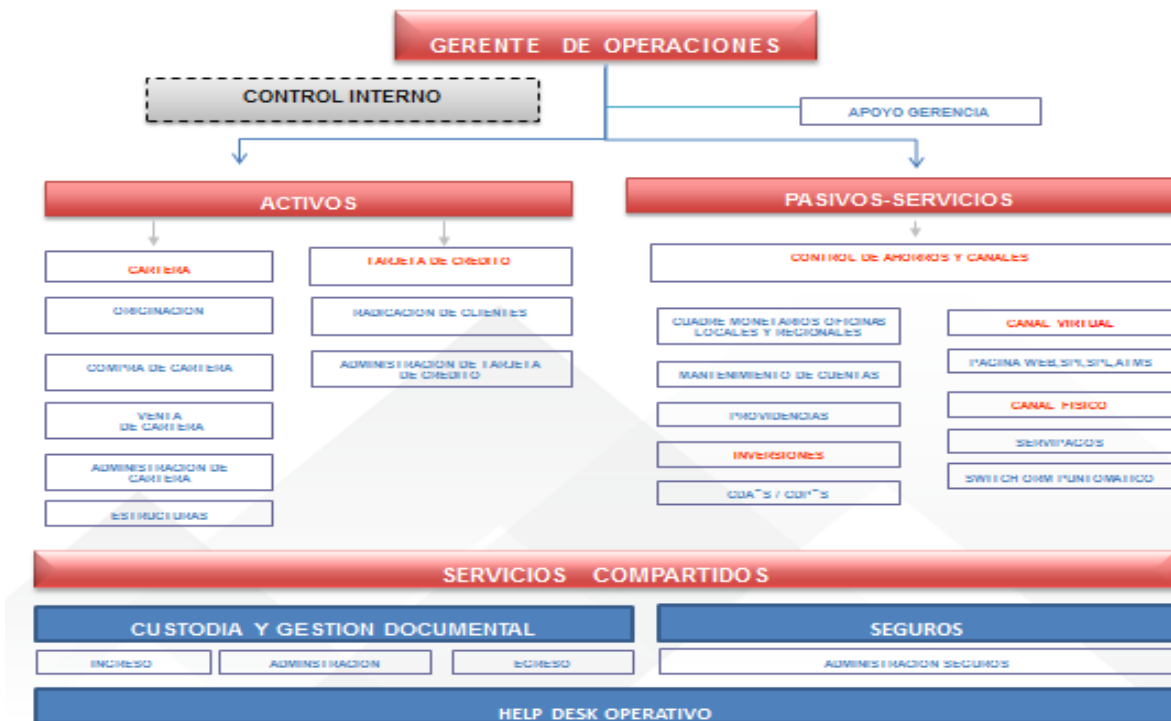 GERENTE DE OPERACIONES
CONTROL INTERNO
APOYO GERENCIA
ACTIVOS
PASIVOS-SERVICIOS
CARTERA
TARJETA DE CREDITO
CONTROL DE AHORROS Y CANALES
ORIGINACION
RADICACION DE CLIENTES
CUADRE MONETARIOS OFICINAS
LOCALES Y REGIONALES
CANAL VIRTUAL
COMPRA DE CARTERA
ADMINISTRACION DE TARJETA
DE CREDITO
MANTENIMIENTO DE CUENTAS
PAGINA WEB,SPI,SPL,ATMS
VENTA
DE CARTERA
PROVIDENCIAS
CANAL FISICO
ADMINISTRACION DE
CARTERA
INVERSIONES
SERVIPAGOS
ESTRUCTURAS
CDA¨S / CDP¨S
SWITCH ORM PUNTOMATICO
SERVICIOS COMPARTIDOS
CUSTODIA Y GESTION DOCUMENTAL
SEGUROS
INGRESO
ADMINSTRACION
EGRESO
ADMINISTRACION SEGUROS
HELP DESK OPERATIVO